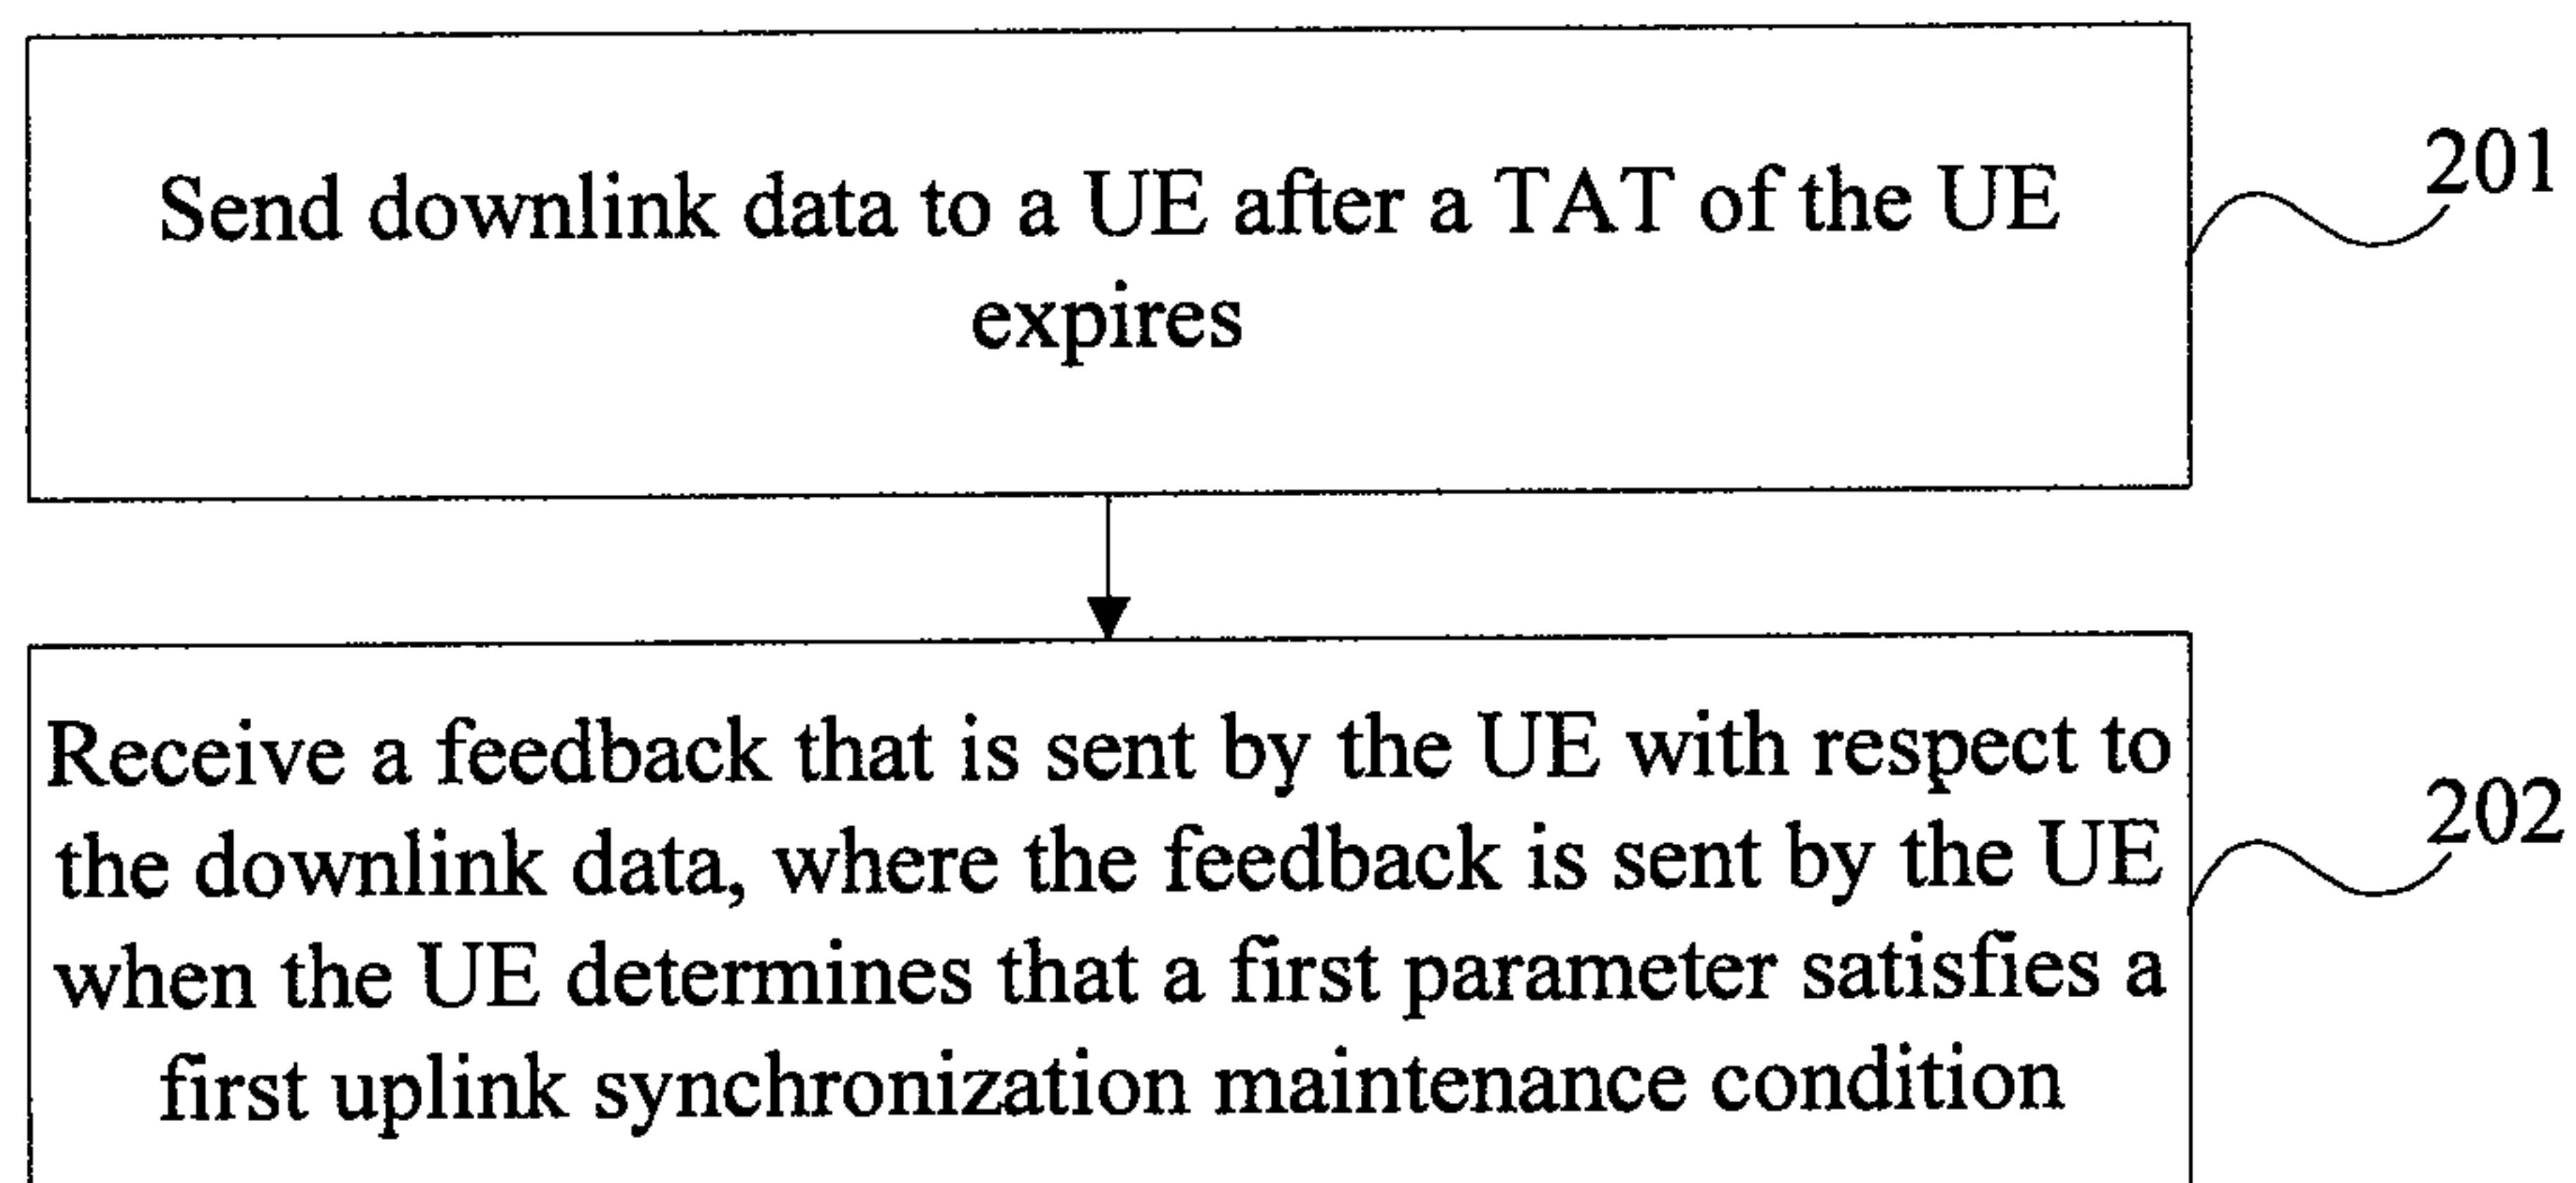 Send downlink data to a UE after a TAT of the UE
expires
201
Receive a feedback that is sent by the UE with respect to
the downlink data, where the feedback is sent by the UE
when the UE determines that a first parameter satisfies a
first uplink synchronization maintenance condition
202